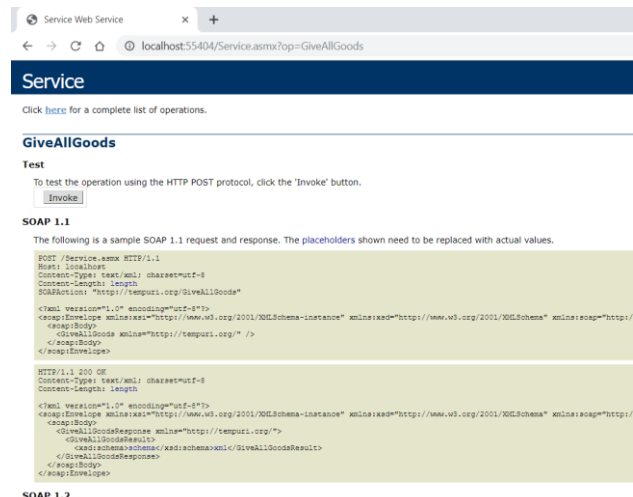 Service Web Service
localhost:55404/Service.asmx?op=GiveAllGoods
Service
Click here for a complete list of operations.
GiveAllGoods
Test
To test the operation using the HTTP POST protocol, click the 'Invoke' button.
Invoke
SOAP 1.1
The following is a sample SOAP 1.1 request and response. The placeholders shown need to be replaced with actual values.
POST /Service.asmx HTTP/1.1
Host: localhost
Content-Type: text/xml; charset=utf-8
Content-Length: length
SOAPAction: "http://tempuri.org/GiveAllGoods"
<?xml version="1.0" encoding="utf-8"?>
<soap:Envelope xmlns:xsi="http://www.w3.org/2001/XMLSchema-instance" xmlns:xsd="http://www.w3.org/2001/XMLSchema" xmlns:soap="http:/
<soap:Body>
<GiveAllGoods xmlns="http://tempuri.org/" />
</soap:Body>
</soap:Envelope>
HTTP/1.1 200 OK
Content-Type: text/xml; charset=utf-8
Content-Length: length
<?xml version="1.0" encoding="utf-8"?>
<soap:Envelope xmlns:xsi="http://www.w3.org/2001/XMLSchema-instance" xmlns:xsd="http://www.w3.org/2001/XMLSchema" xmlns:soap="http:/
<soap:Body>
<GiveAllGoodsResponse xmlns="http://tempuri.org/">
<GiveAllGoodsResult>
<xsd:schema>schema</xsd:schema>xml</GiveAllGoodsResult>
</GiveAllGoodsResponse>
</soap:Body>
</soap:Envelope>
SOAP 1.2